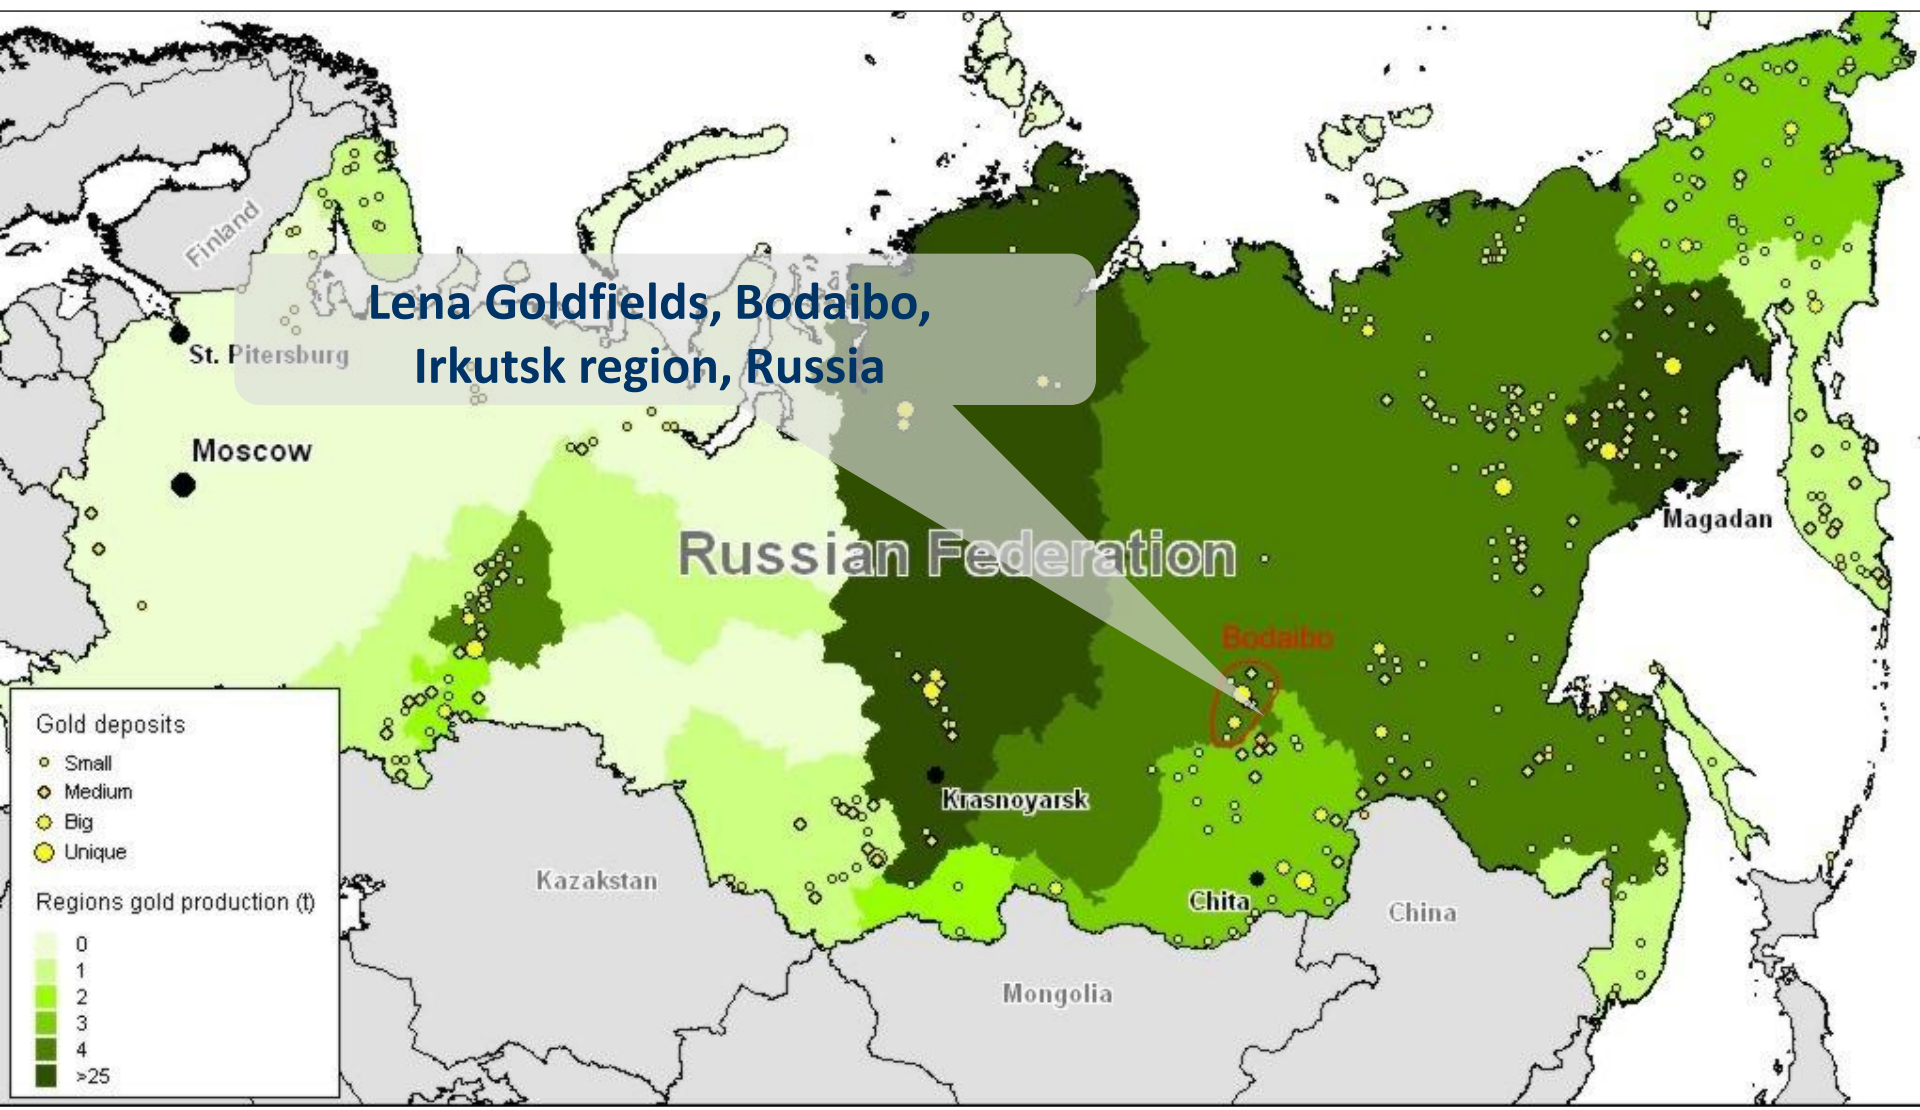 Finland
Lena Goldfields, Bodaibo,
Irkutsk region, Russia
St. Pitersburg
Moscow
Russian Federation
Magadan
Bodaibo
Krasnoyarsk
Kazakstan
Chita
China
Mongolia
Gold deposits
Small
Medium
Big
Unique
Regions gold production (t)
0
1
2
3
4
>25